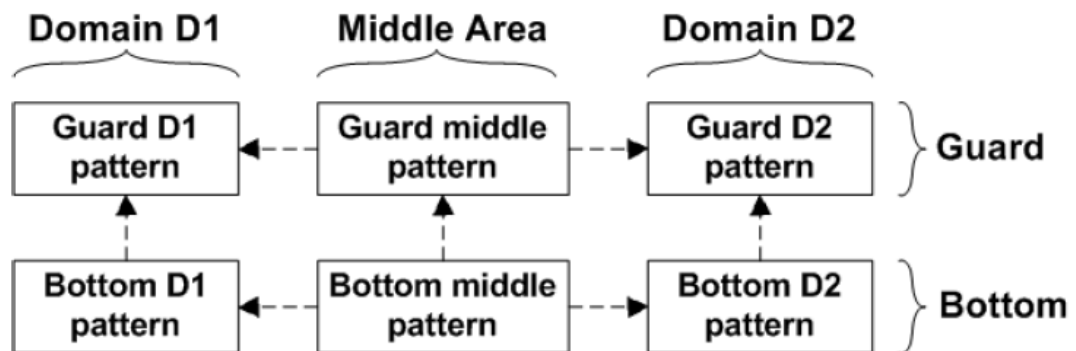 Domain D1 Middle Area Domain D2
Guard D1 pattern
Guard middle pattern
Guard D2 pattern
Guard
Bottom D1 pattern
Bottom middle pattern
Bottom D2 pattern
Bottom